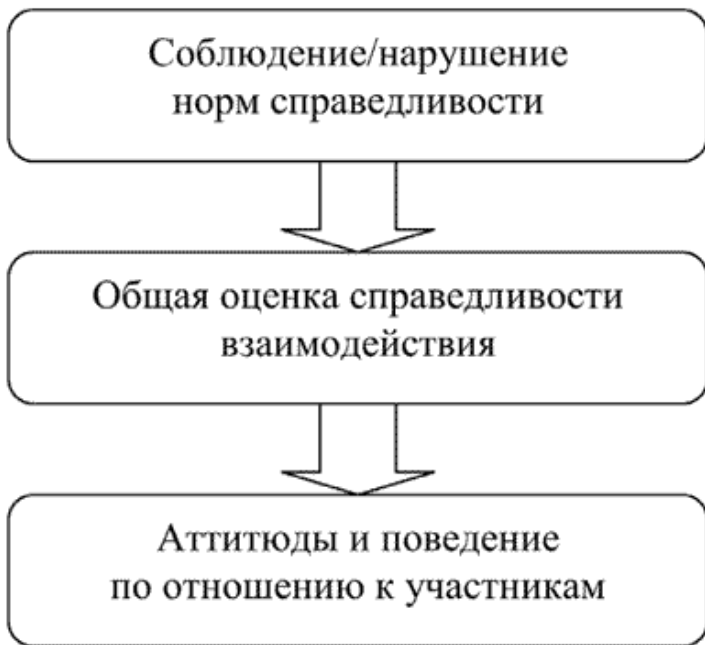 Соблюдение/нарушение
норм справедливости
Общая оценка справедливости
взаимодействия
Аттитюды и поведение
по отношению к участникам